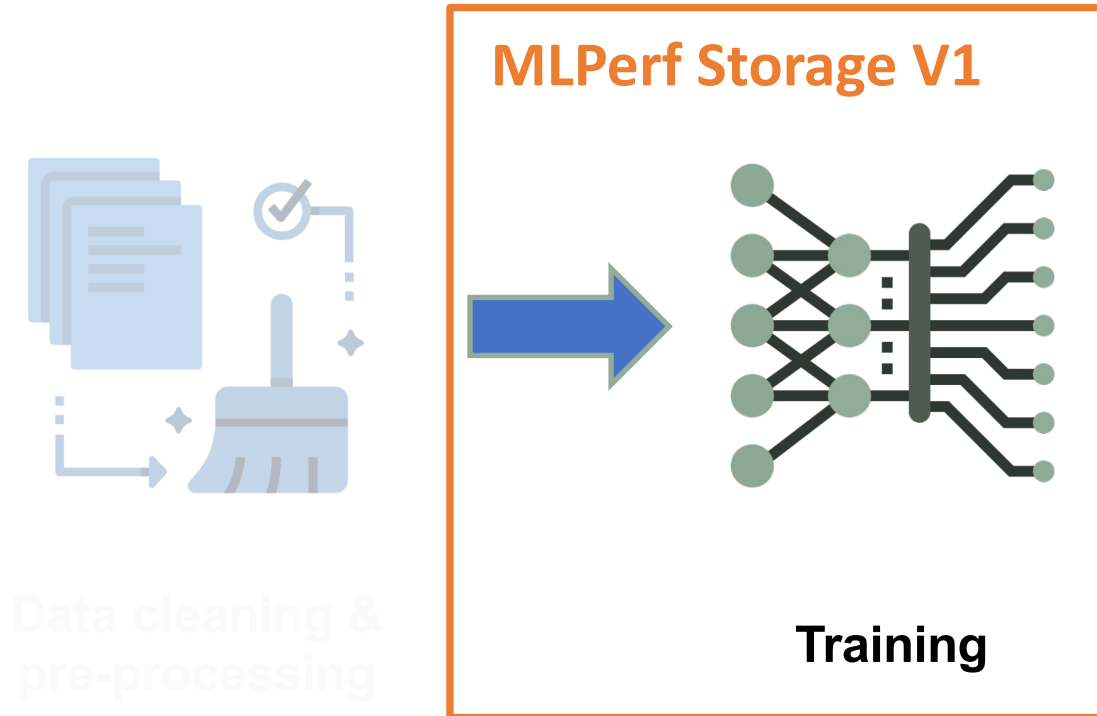 MLPerf Storage V1
Data cleaning &
pre-processing
Training